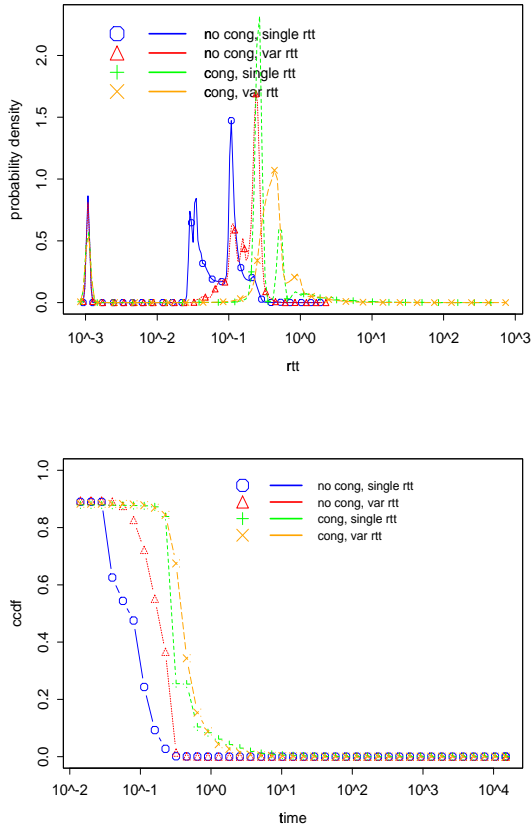 no cong, single rtt
no cong, var rtt
cong, single rtt
cong, var rtt
probability density
0.0
0.5
1.0
1.5
2.0
10^-3
10^-2
10^-1
10^0
10^1
10^2
10^3
rtt
no cong, single rtt
no cong, var rtt
cong, single rtt
cong, var rtt
ccdf
0.0
0.2
0.4
0.6
0.8
1.0
10^-2
10^-1
10^0
10^1
10^2
10^3
10^4
time